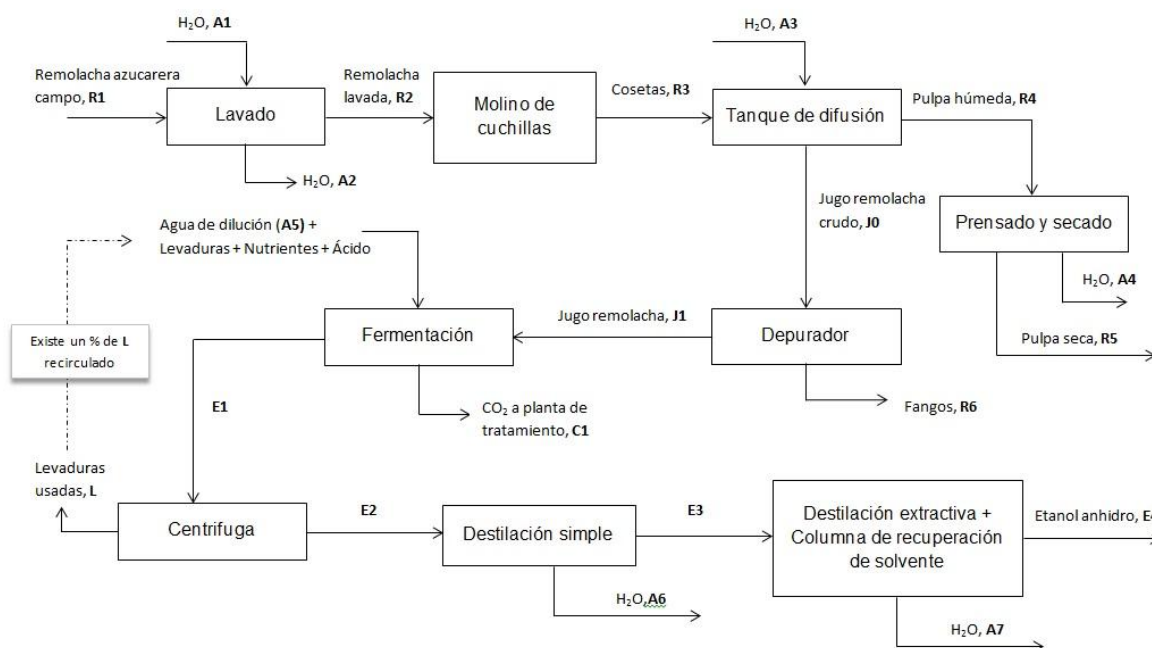 H₂O, A1
H₂O, A3
Remolacha azucarera
campo, R1
Remolacha
lavada, R2
Lavado
Molino de
cuchillas
Cosetas, R3
Tanque de difusión
Pulpa húmeda, R4
H₂O, A2
Jugo remolacha
crudo, J0
Prensado y secado
Agua de dilución (A5) +
Levaduras + Nutrientes + Ácido
H₂O, A4
Existe un % de L
recirculado
Fermentación
Jugo remolacha, J1
Depurador
Pulpa seca, R5
E1
CO₂ a planta de
tratamiento, C1
Fangos, R6
Levaduras
usadas, L
Centrifuga
E2
Destilación simple
E3
Destilación extractiva +
Columna de recuperación
de solvente
Etanol anhidro, E4
H₂O,A6
H₂O, A7